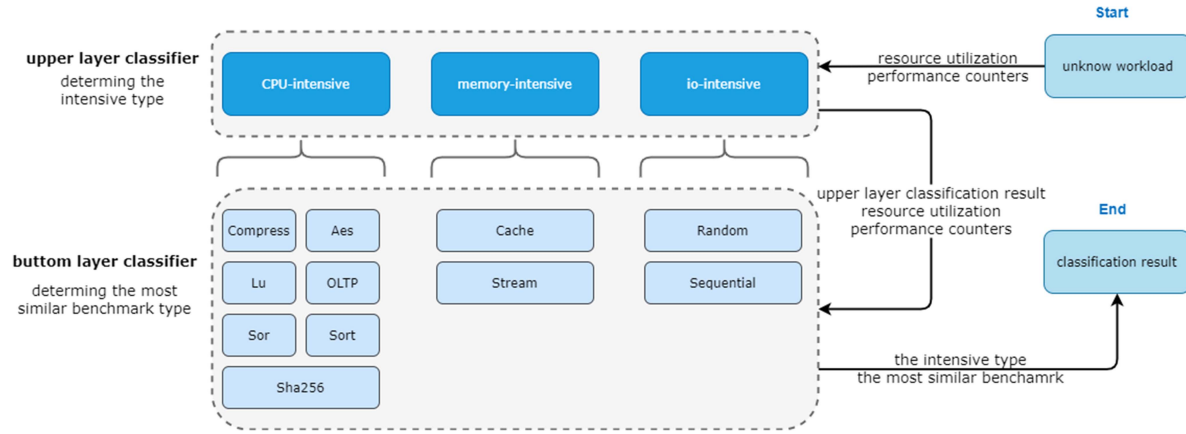 Start
unknow workload
resource utilization
performance counters
upper layer classifier
determining the
intensive type
CPU-intensive
memory-intensive
io-intensive
upper layer classification result
resource utilization
performance counters
buttom layer classifier
determining the most
similar benchmark type
Compress
Aes
Lu
OLTP
Sor
Sort
Sha256
Cache
Stream
Random
Sequential
the intensive type
the most similar benchamrk
End
classification result